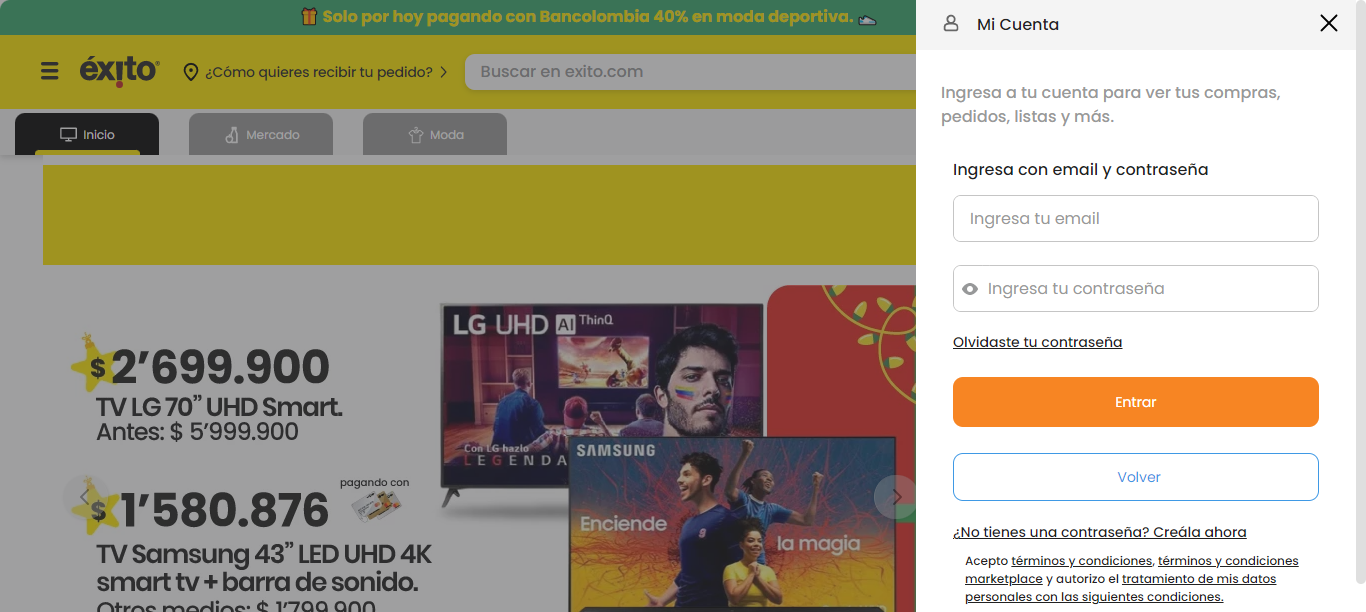 Solo por hoy pagando con Bancolombia 40% en moda deportiva.
éxito
¿Cómo quieres recibir tu pedido?
Buscar en exito.com
Inicio
Mercado
Moda
$ 2’699.900
TV LG 70” UHD Smart.
Antes: $ 5’999.900
$ 1’580.876
pagando con
TV Samsung 43” LED UHD 4K
smart tv + barra de sonido.
Otros medios: $ 1’799.900
LG UHD AI ThinQ
Con LG hazlo
LEGENDA
SAMSUNG
Enciende
la magia
Mi Cuenta
Ingresa a tu cuenta para ver tus compras,
pedidos, listas y más.
Ingresa con email y contraseña
Ingresa tu email
Ingresa tu contraseña
Olvidaste tu contraseña
Entrar
Volver
¿No tienes una contraseña? Creála ahora
Acepto términos y condiciones, términos y condiciones
marketplace y autorizo el tratamiento de mis datos
personales con las siguientes condiciones.